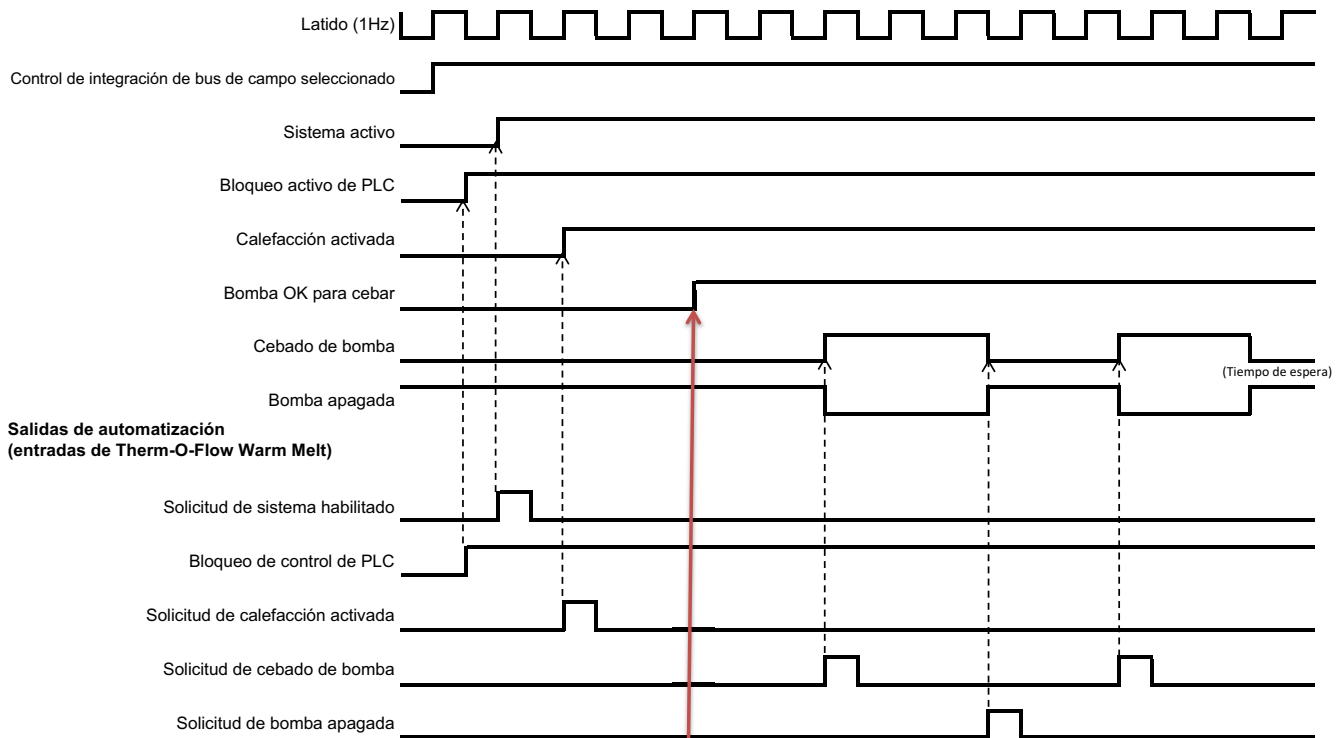 Latido (1Hz)
Control de integración de bus de campo seleccionado
Sistema activo
Bloqueo activo de PLC
Calefacción activada
Bomba OK para cebar
Cebado de bomba
(Tiempo de espera)
Bomba apagada
Salidas de automatización
(entradas de Therm-O-Flow Warm Melt)
Solicitud de sistema habilitado
Bloqueo de control de PLC
Solicitud de calefacción activada
Solicitud de cebado de bomba
Solicitud de bomba apagada